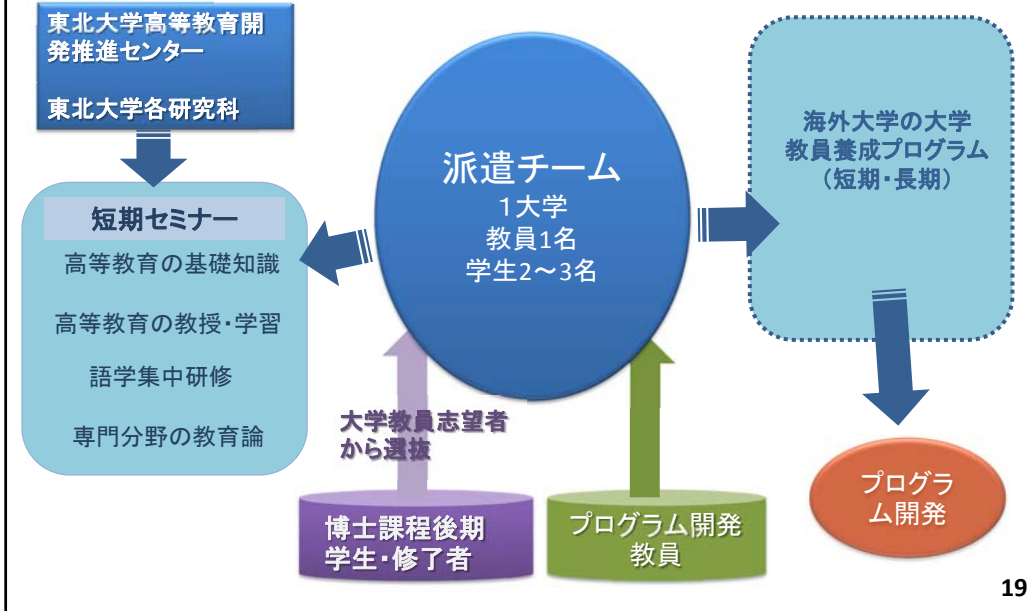 東北大学高等教育開
発推進センター
東北大学各研究科
短期セミナー
高等教育の基礎知識
高等教育の教授・学習
語学集中研修
専門分野の教育論
派遣チーム
１大学
教員1名
学生2～3名
大学教員志望者
から選抜
博士課程後期
学生・修了者
プログラム開発
教員
海外大学の大学
教員養成プログラム
（短期・長期）
プログラ
ム開発
19